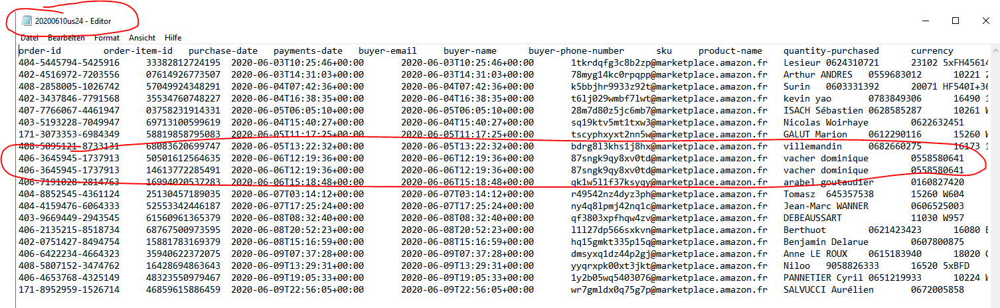 20200610us24 - Editor
Datei Bearbeiten Format Ansicht Hilfe
order-id order-item-id purchase-date payments-date buyer-email buyer-name buyer-phone-number sku product-name quantity-purchased currency
404-5445794-5425916 33382812724195 2020-06-03T10:25:46+00:00 2020-06-03T10:25:46+00:00 1tkrdqfg3c8b2zp@marketplace.amazon.fr Lesieur 0624310721 23102 5xFH45614
402-4516972-7203556 07614926773507 2020-06-03T14:31:03+00:00 2020-06-03T14:31:03+00:00 78myg14kc0rpqpp@marketplace.amazon.fr Arthur ANDRES 0559683012 10221 2
408-2858005-1026742 57049924348291 2020-06-04T07:42:36+00:00 2020-06-04T07:42:36+00:00 k5bbjhr9933z92t@marketplace.amazon.fr Surin 0603331392 20071 HF540I+36
402-3437846-7791568 35534760748227 2020-06-04T16:38:35+00:00 2020-06-04T16:38:35+00:00 t6lj029wmbf7lwt@marketplace.amazon.fr kevin yao 0783849306 16490 1
407-7766067-4461947 03758231914331 2020-06-05T06:05:10+00:00 2020-06-05T06:05:10+00:00 28m7d80z5jc6mb7@marketplace.amazon.fr ISACH Sébastien 0628585287 10261 W
403-5193228-7049947 69713100599619 2020-06-04T15:40:27+00:00 2020-06-04T15:40:27+00:00 sq19ktv5mt1txw3@marketplace.amazon.fr Nicolas Woirhaye 0622632451
171-3073353-6984349 58819858795083 2020-06-05T11:17:25+00:00 2020-06-05T11:17:25+00:00 tscyphxyxt2nn5w@marketplace.amazon.fr GALUT Marion 0612290116 15260 W
408-5095121-8733131 68083620699747 2020-06-05T13:22:32+00:00 2020-06-05T13:22:32+00:00 bdrg8l3khs1j8hx@marketplace.amazon.fr villemandin 0682660275 16173 1
406-3645945-1737913 50501612564635 2020-06-06T12:19:36+00:00 2020-06-06T12:19:36+00:00 87sngk9qy8xv0td@marketplace.amazon.fr vacher dominique 0558580641
406-3645945-1737913 14613772285491 2020-06-06T12:19:36+00:00 2020-06-06T12:19:36+00:00 87sngk9qy8xv0td@marketplace.amazon.fr vacher dominique 0558580641
406-7191028-2814763 16994020537283 2020-06-06T15:18:48+00:00 2020-06-06T15:18:48+00:00 qk1w5l1f37ksyqy@marketplace.amazon.fr arabel goutaudier 0160827420
404-8852545-4361124 25130457189035 2020-06-07T03:14:12+00:00 2020-06-07T03:14:12+00:00 r49542nz4dyz3ph@marketplace.amazon.fr Tomasz 645357538 15260 W604
404-4159476-6064333 52553342446187 2020-06-07T17:25:24+00:00 2020-06-07T17:25:24+00:00 ny4q8lpmj42nq1c@marketplace.amazon.fr Jean-Marc WANNER 0606525003
403-9669449-2943545 61560961365379 2020-06-08T08:32:40+00:00 2020-06-08T08:32:40+00:00 qf3803xpfhqw4zv@marketplace.amazon.fr DEBEAUSSART 11030 W957
406-2135215-8518734 68767500973595 2020-06-08T20:52:23+00:00 2020-06-08T20:52:23+00:00 l1l27dp566sxkvn@marketplace.amazon.fr Berthuot 0621423423 16080 E
402-0751427-8494754 15881783169379 2020-06-08T15:16:59+00:00 2020-06-08T15:16:59+00:00 hq15gmkt335p15q@marketplace.amazon.fr Benjamin Delarue 0607800875
406-6422234-4664323 35940622372075 2020-06-09T07:37:28+00:00 2020-06-09T07:37:28+00:00 dmsyxq1dz44p2gj@marketplace.amazon.fr Anne LE ROUX 0615183940 18020 C
408-5807152-3474762 16428694863643 2020-06-09T13:29:31+00:00 2020-06-09T13:29:31+00:00 yyqrxpk00xt3jkt@marketplace.amazon.fr Niloo 9058826333 16520 5xBFD
406-4653768-4325149 48323550979467 2020-06-09T19:05:33+00:00 2020-06-09T19:05:33+00:00 1y2b05wq5403076@marketplace.amazon.fr PANNETIER Cyril 0651219933 10224 W
171-8952959-1526714 46859615886459 2020-06-09T22:56:05+00:00 2020-06-09T22:56:05+00:00 wr7gmldx0q75g7p@marketplace.amazon.fr SALVUCCI Aurélien 0672005858